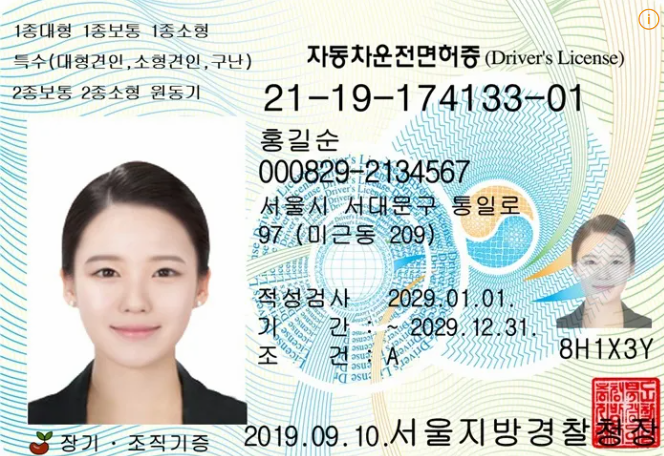 1종대형 1종보통 1종소형
특수(대형견인,소형견인,구난)
2종보통 2종소형 원동기
자동차운전면허증(Driver's License)
21-19-174133-01
홍길순
000829-2134567
서울시 서대문구 통일로
97 (미근동 209)
적성검사 2029.01.01.
기 간 : ~ 2029.12.31.
조 건 : A
8H1X3Y
장기·조직기증
2019.09.10.서울지방경찰청장